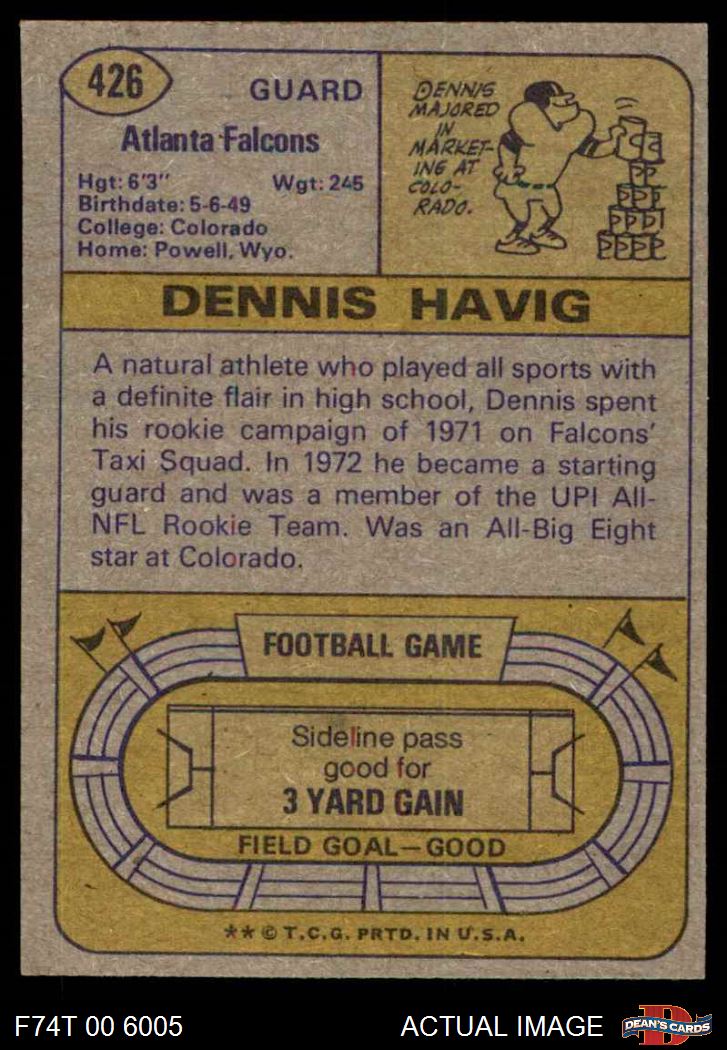 426
GUARD
Atlanta Falcons
Hgt: 6'3" Wgt: 245
Birthdate: 5-6-49
College: Colorado
Home: Powell, Wyo.
DENNIS
MAJORED
IN
MARKET-
ING AT
COLO-
RADO.
DENNIS HAVIG
A natural athlete who played all sports with
a definite flair in high school, Dennis spent
his rookie campaign of 1971 on Falcons'
Taxi Squad. In 1972 he became a starting
guard and was a member of the UPI All-
NFL Rookie Team. Was an All-Big Eight
star at Colorado.
FOOTBALL GAME
Sideline pass
good for
3 YARD GAIN
FIELD GOAL—GOOD
** © T.C.G. PRTD. IN U.S.A.
F74T 00 6005
ACTUAL IMAGE
D
DEAN'S CARDS